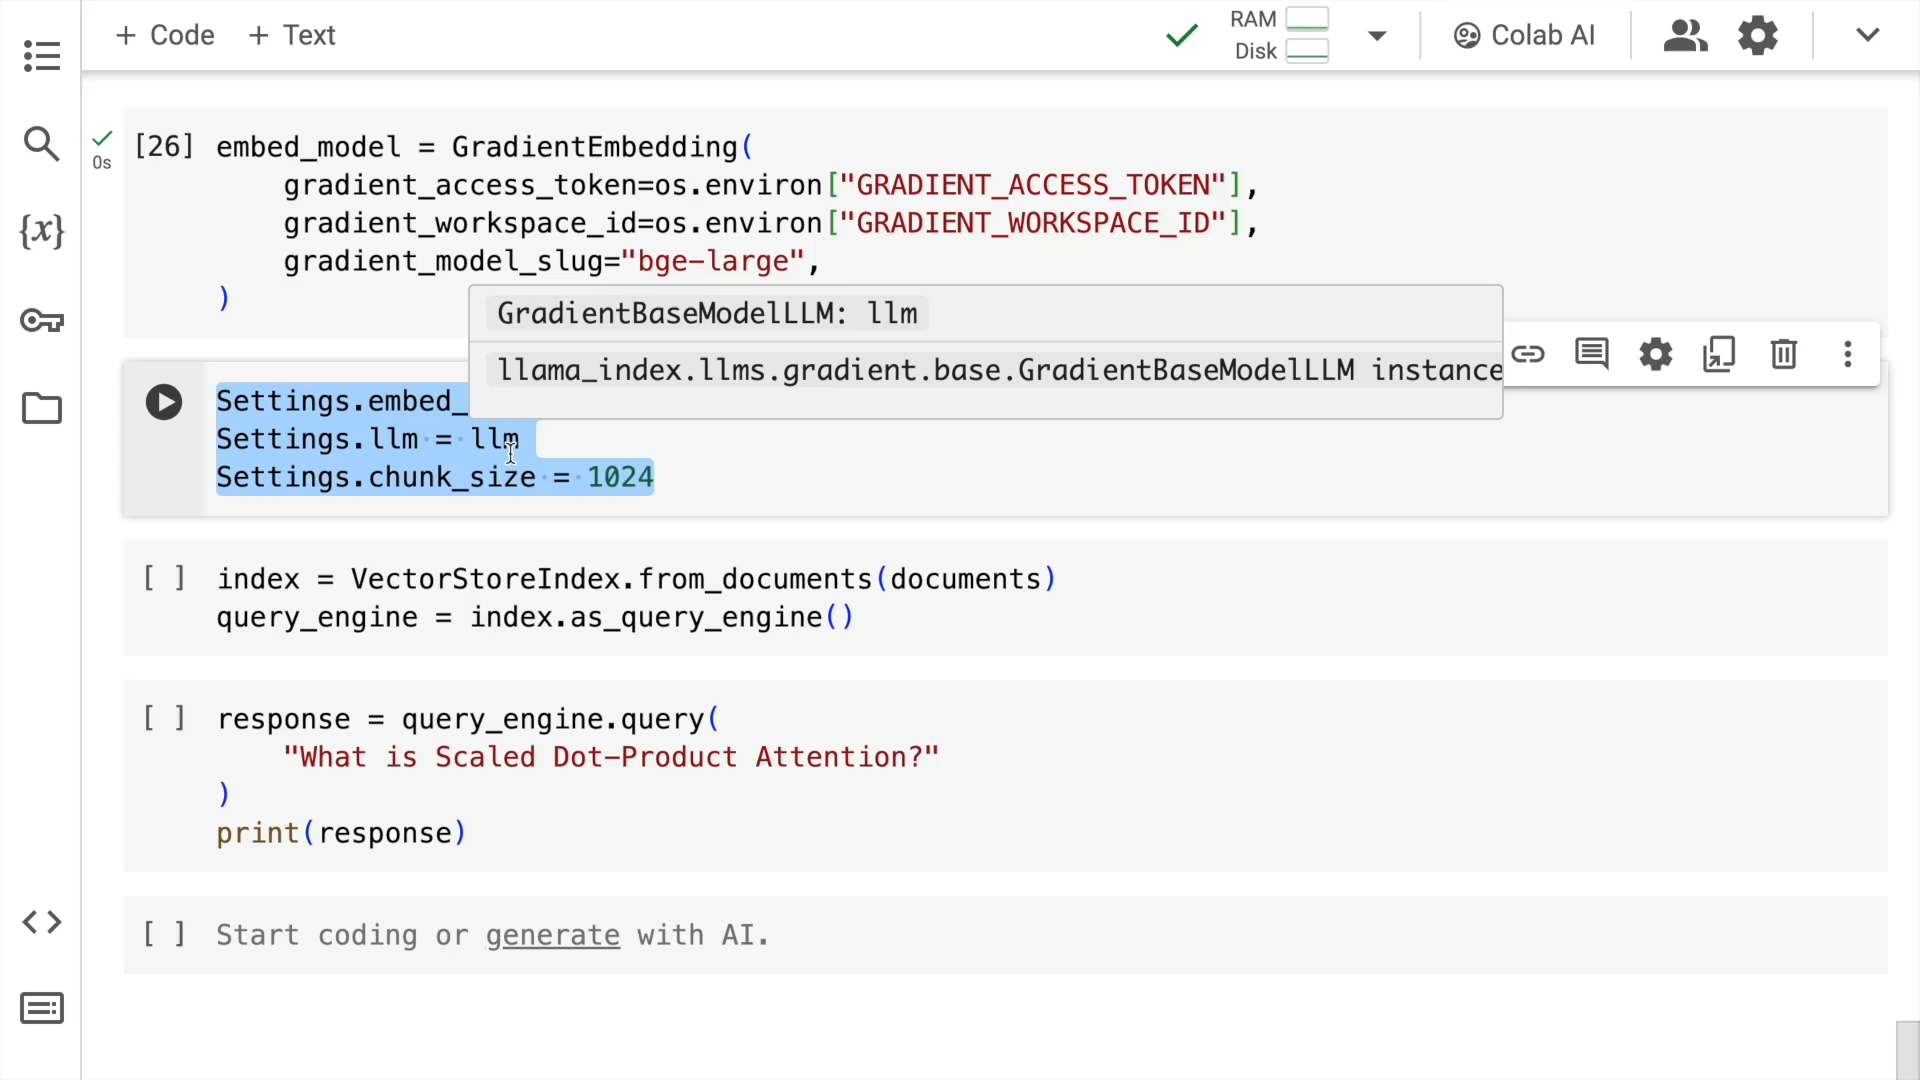 + Code + Text
RAM
Disk
Colab AI
[26] embed_model = GradientEmbedding(
0s
gradient_access_token=os.environ["GRADIENT_ACCESS_TOKEN"],
gradient_workspace_id=os.environ["GRADIENT_WORKSPACE_ID"],
gradient_model_slug="bge-large",
)
GradientBaseModelLLM: llm
llama_index.llms.gradient.base.GradientBaseModelLLM instance
{x}
Settings.embed_
Settings.llm = llm
Settings.chunk_size = 1024
[ ] index = VectorStoreIndex.from_documents(documents)
query_engine = index.as_query_engine()
[ ] response = query_engine.query(
"What is Scaled Dot-Product Attention?"
)
print(response)
[ ] Start coding or generate with AI.